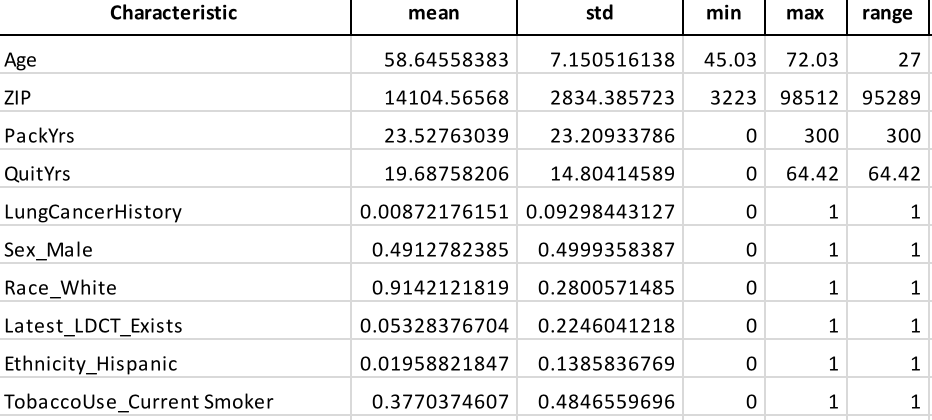 Characteristic mean std min max range
Age 58.64558383 7.150516138 45.03 72.03 27
ZIP 14104.56568 2834.385723 3223 98512 95289
PackYrs 23.52763039 23.20933786 0 300 300
QuitYrs 19.68758206 14.80414589 0 64.42 64.42
LungCancerHistory 0.00872176151 0.09298443127 0 1 1
Sex_Male 0.4912782385 0.4999358387 0 1 1
Race_White 0.9142121819 0.2800571485 0 1 1
Latest_LDCT_Exists 0.05328376704 0.2246041218 0 1 1
Ethnicity_Hispanic 0.01958821847 0.1385836769 0 1 1
TobaccoUse_Current Smoker 0.3770374607 0.4846559696 0 1 1